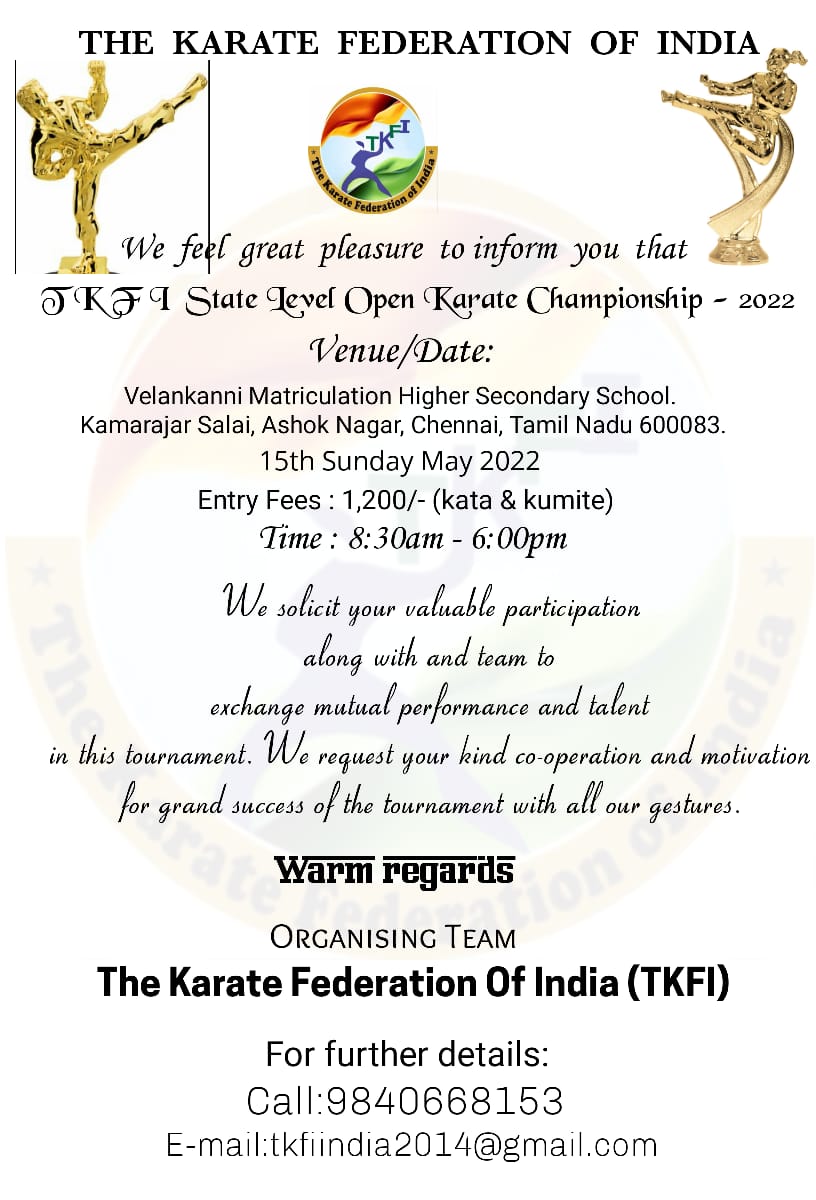 THE KARATE FEDERATION OF INDIA
TKFI
The Karate Federation of India
We feel great pleasure to inform you that
TKFI State Level Open Karate Championship - 2022
Venue/Date:
Velankanni Matriculation Higher Secondary School.
Kamarajar Salai, Ashok Nagar, Chennai, Tamil Nadu 600083.
15th Sunday May 2022
Entry Fees : 1,200/- (kata & kumite)
Time : 8:30am - 6:00pm
We solicit your valuable participation
along with and team to
exchange mutual performance and talent
in this tournament. We request your kind co-operation and motivation
for grand success of the tournament with all our gestures.
Warm regards
Organising Team
The Karate Federation Of India (TKFI)
For further details:
Call:9840668153
E-mail:tkfiindia2014@gmail.com
The Karate Federation of India